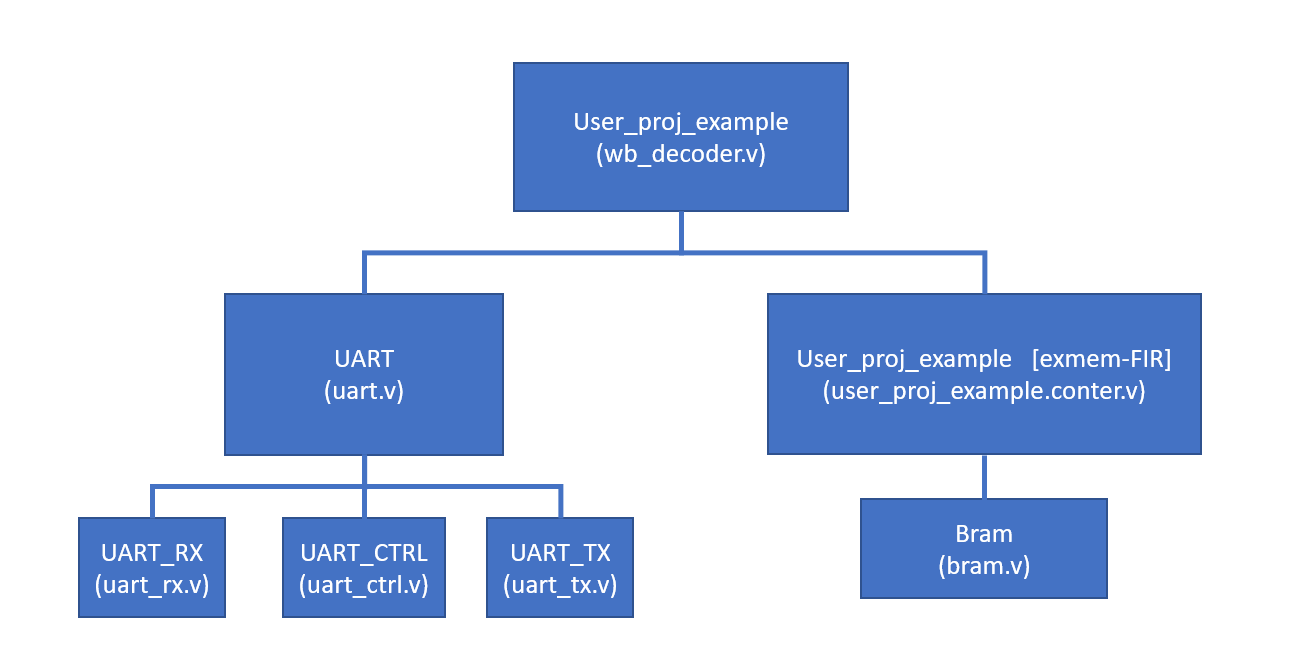 User_proj_example
(wb_decoder.v)
UART
(uart.v)
User_proj_example [exmem-FIR]
(user_proj_example.conter.v)
UART_RX
(uart_rx.v)
UART_CTRL
(uart_ctrl.v)
UART_TX
(uart_tx.v)
Bram
(bram.v)